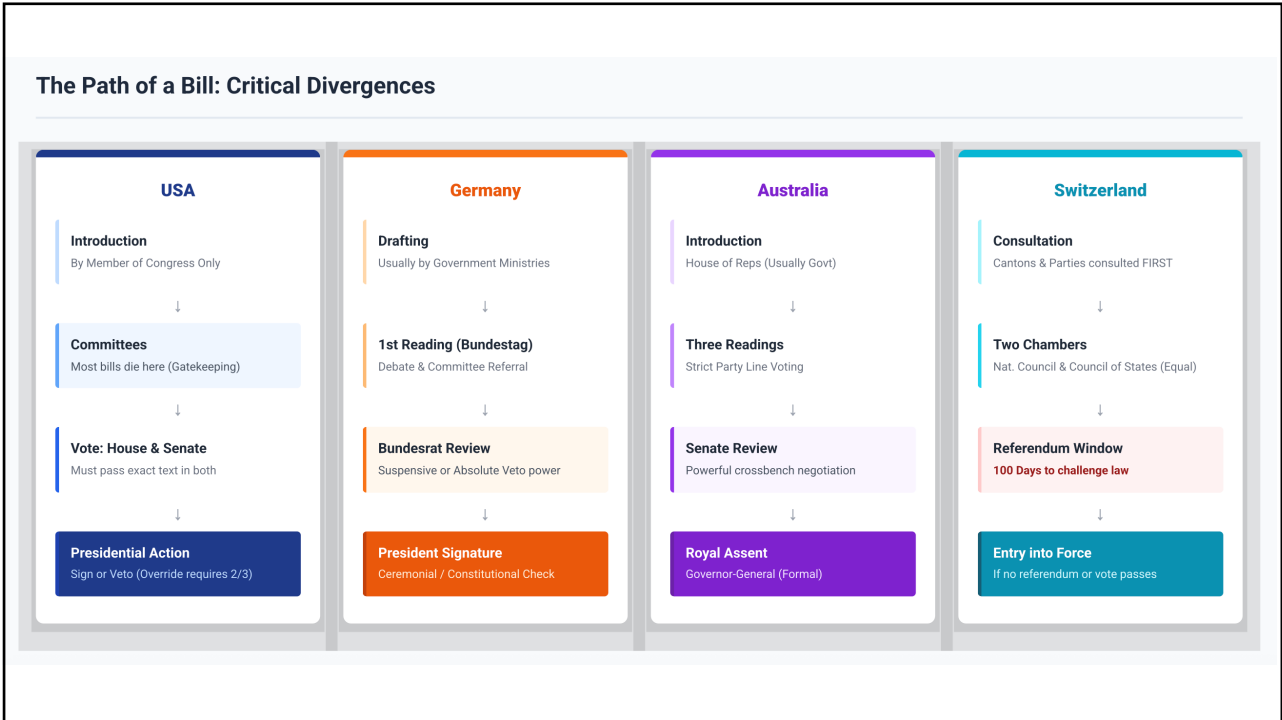 The Path of a Bill: Critical Divergences
USA
Introduction
By Member of Congress Only
↓
Committees
Most bills die here (Gatekeeping)
↓
Vote: House & Senate
Must pass exact text in both
↓
Presidential Action
Sign or Veto (Override requires 2/3)
Germany
Drafting
Usually by Government Ministries
↓
1st Reading (Bundestag)
Debate & Committee Referral
↓
Bundesrat Review
Suspensive or Absolute Veto power
↓
President Signature
Ceremonial / Constitutional Check
Australia
Introduction
House of Reps (Usually Govt)
↓
Three Readings
Strict Party Line Voting
↓
Senate Review
Powerful crossbench negotiation
↓
Royal Assent
Governor-General (Formal)
Switzerland
Consultation
Cantons & Parties consulted FIRST
↓
Two Chambers
Nat. Council & Council of States (Equal)
↓
Referendum Window
100 Days to challenge law
↓
Entry into Force
If no referendum or vote passes